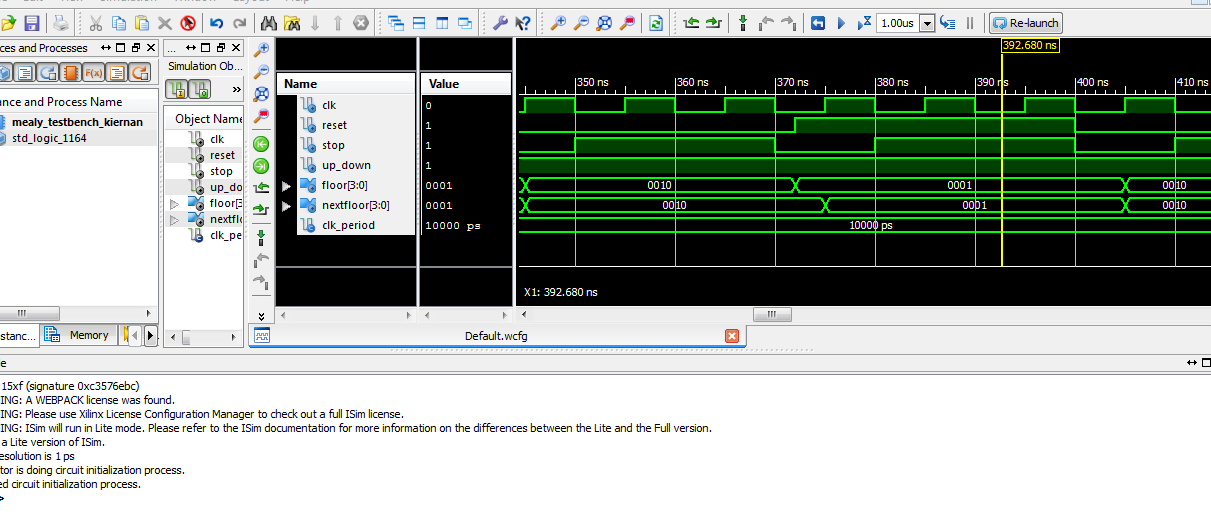 1.00us
Re-launch
ces and Processes
ance and Process Name
mealy_testbench_kiernan
std_logic_1164
stanc...
Memory
...
Simulation Ob...
»
Object Name
clk
reset
stop
up_do
floor[3
nextflo
clk_pe
Name
Value
clk
0
reset
1
stop
1
up_down
1
floor[3:0]
0001
nextfloor[3:0]
0001
clk_period
10000 ps
392.680 ns
350 ns
360 ns
370 ns
380 ns
390 ns
400 ns
410 ns
0010
0001
0010
0010
0001
0010
10000 ps
X1: 392.680 ns
Default.wcfg
e
15xf (signature 0xc3576ebc)
ING: A WEBPACK license was found.
ING: Please use Xilinx License Configuration Manager to check out a full ISim license.
ING: ISim will run in Lite mode. Please refer to the ISim documentation for more information on the differences between the Lite and the Full version.
a Lite version of ISim.
esolution is 1 ps
tor is doing circuit initialization process.
ed circuit initialization process.
>